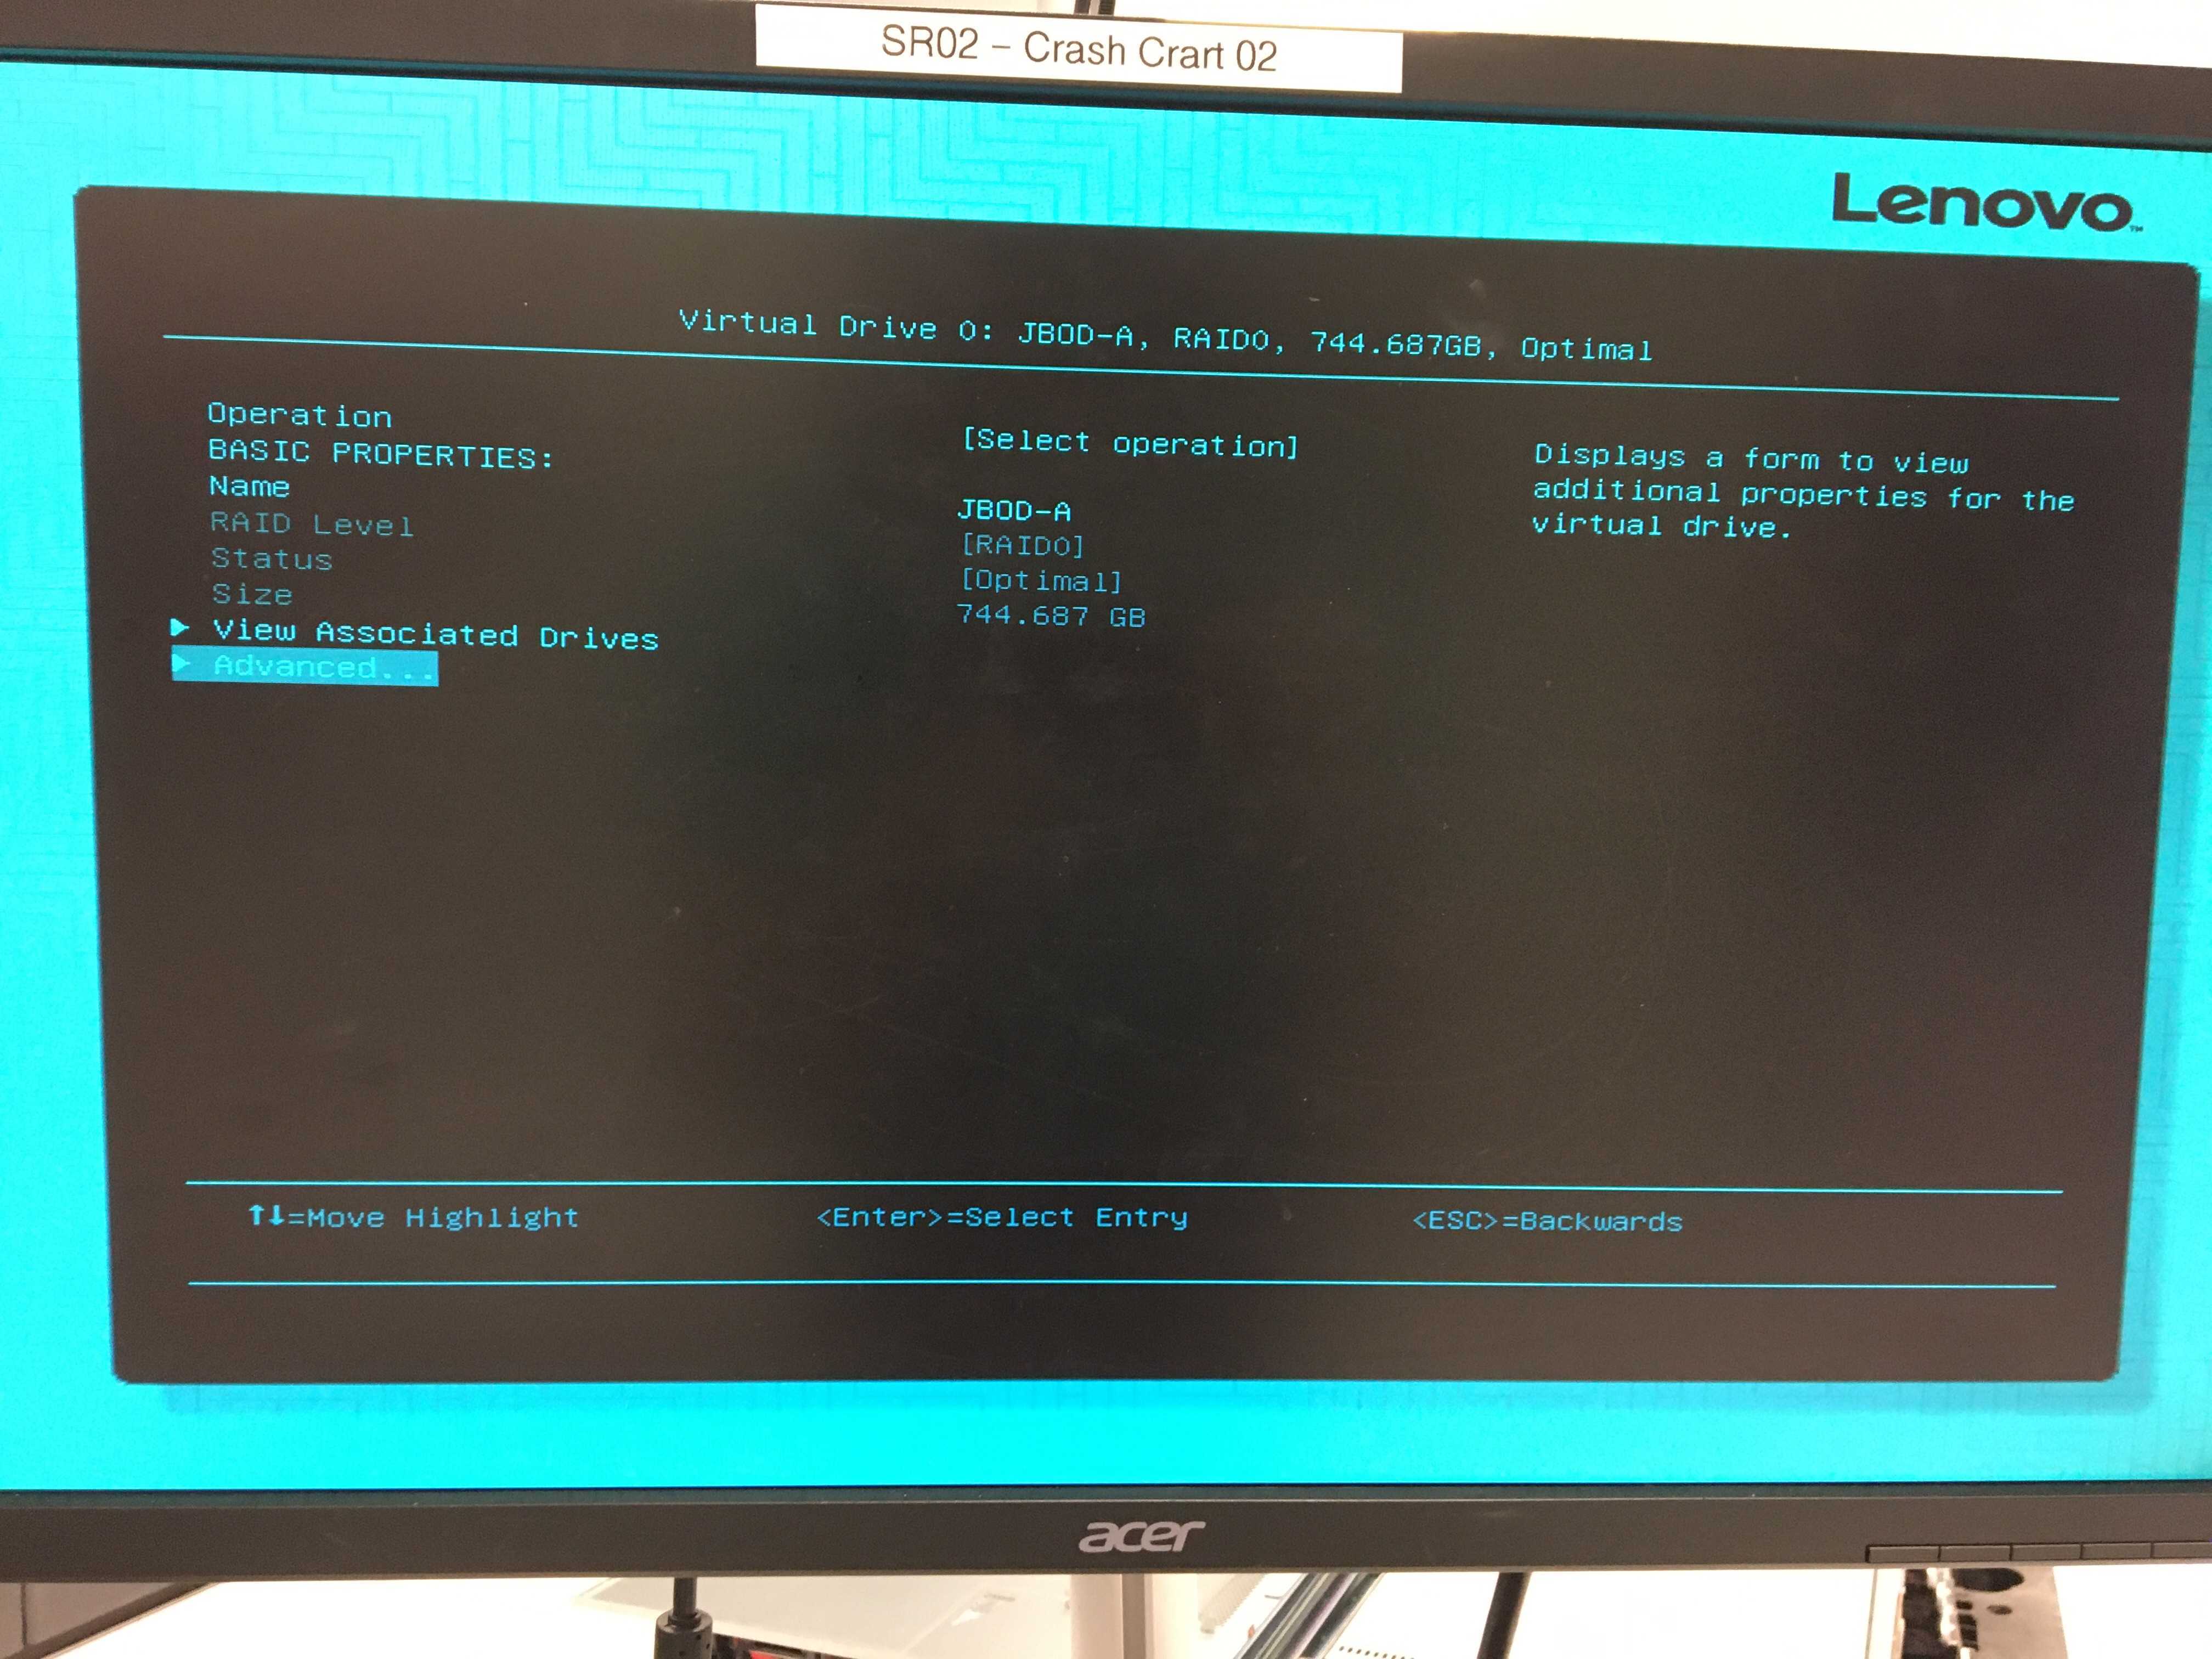 SR02 – Crash Crart 02
Lenovo™
Virtual Drive 0: JBOD-A, RAID0, 744.687GB, Optimal
Operation [Select operation]
BASIC PROPERTIES:
Name JBOD-A
RAID Level [RAID0]
Status [Optimal]
Size 744.687 GB
▶ View Associated Drives
▶ Advanced...
Displays a form to view
additional properties for the
virtual drive.
↑↓=Move Highlight <Enter>=Select Entry <ESC>=Backwards
acer